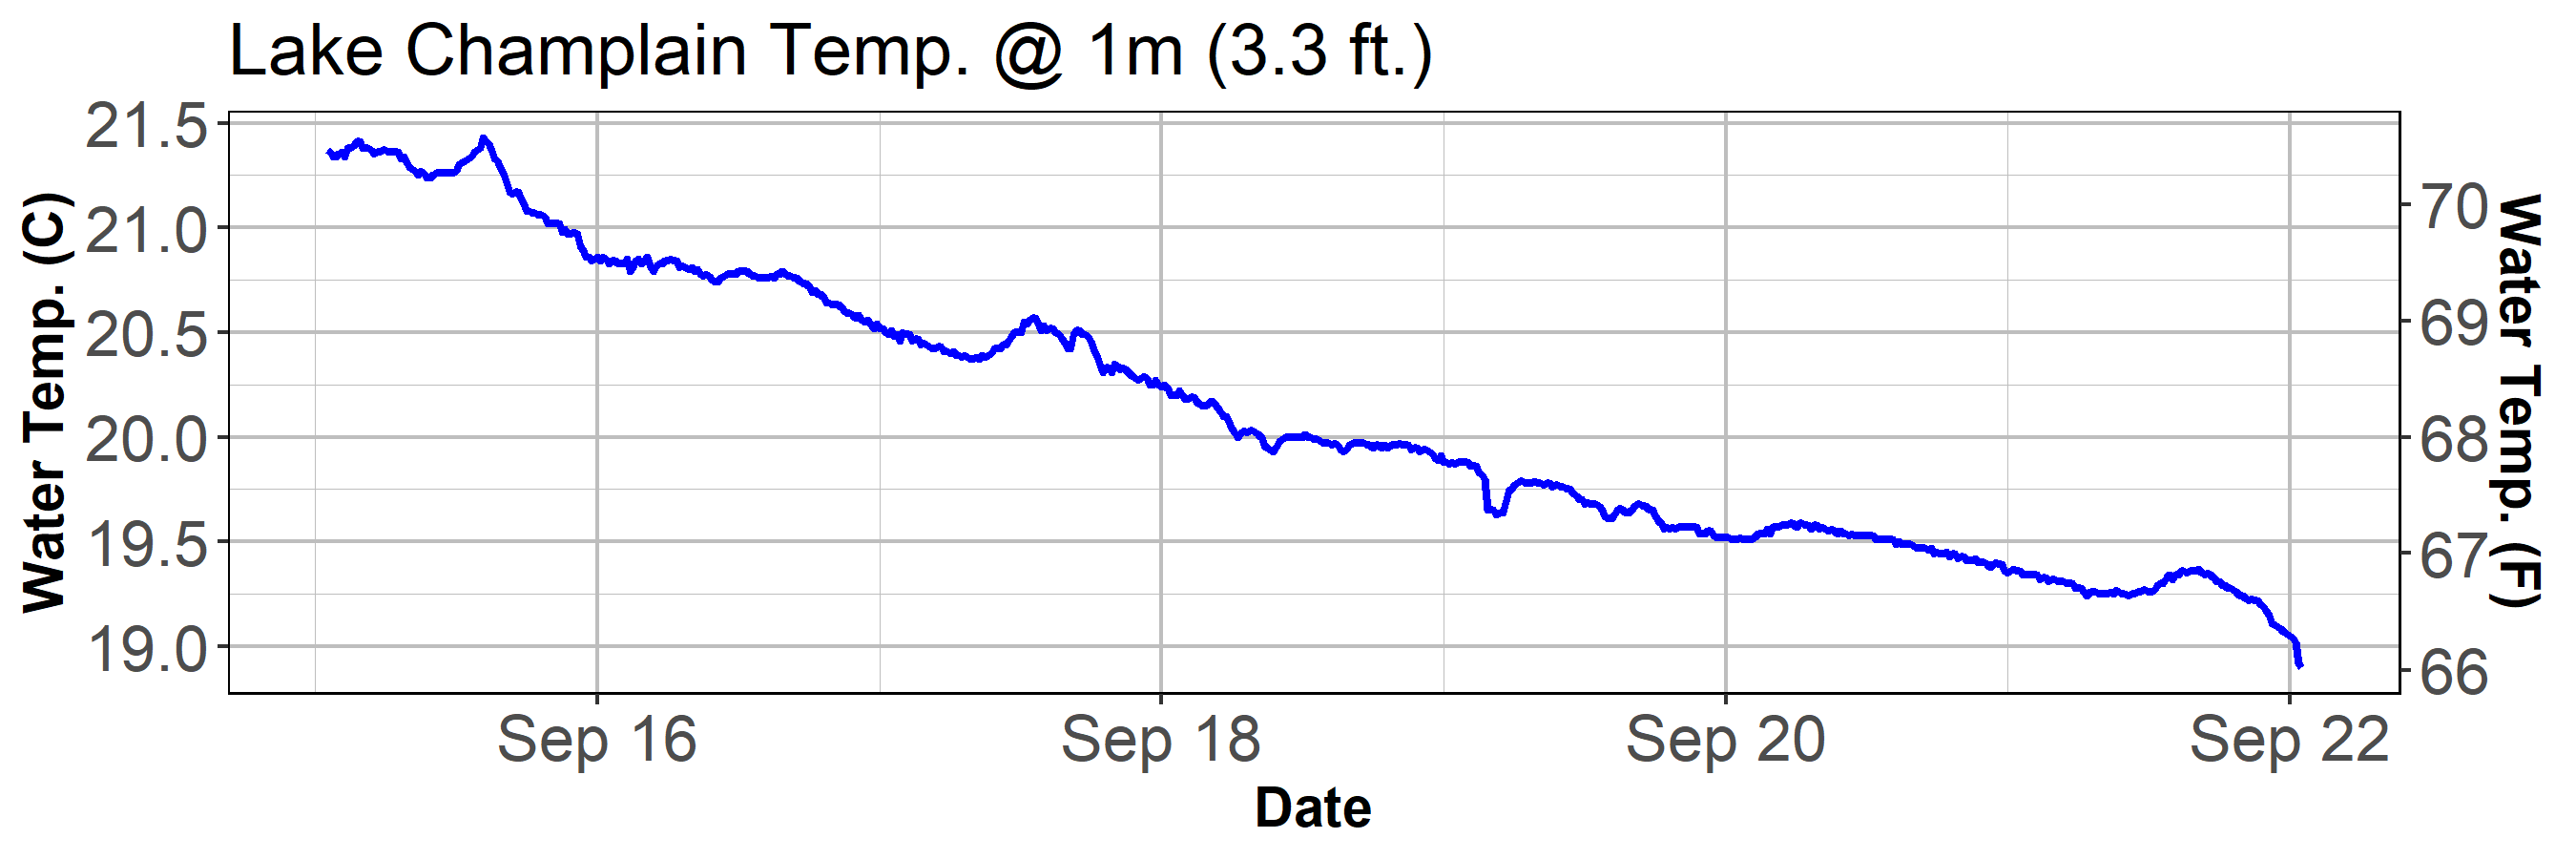 Lake Champlain Temp. @ 1m (3.3 ft.)
Water Temp. (C)
21.5
21.0
20.5
20.0
19.5
19.0
70
69
68
67
66
Water Temp. (F)
Sep 16
Sep 18
Sep 20
Sep 22
Date